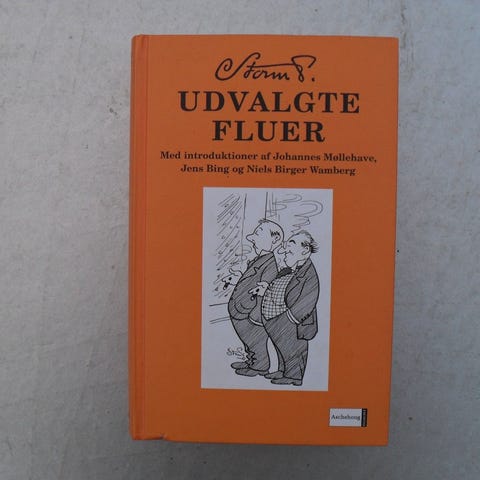 Storm P.
UDVALGTE
FLUER
Med introduktioner af Johannes Møllehave,
Jens Bing og Niels Birger Wamberg
Aschehoug